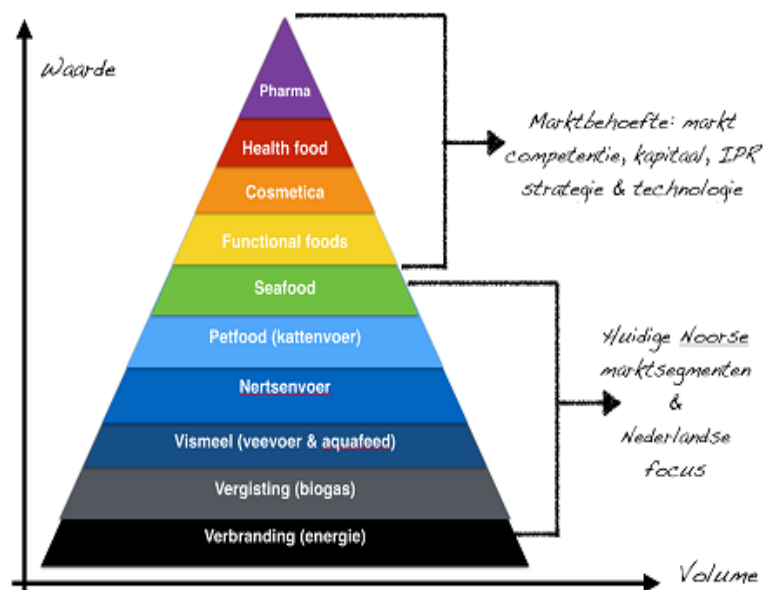 Waarde
Pharma
Health food
Cosmetica
Functional foods
Seafood
Petfood (kattenvoer)
Nertsenvoer
Vismeel (veevoer & aquafeed)
Vergisting (biogas)
Verbranding (energie)
Marktbehoefte: markt
competentie, kapitaal, IPR
strategie & technologie
Huidige Noorse
marktsegmenten
&
Nederlandse
focus
Volume